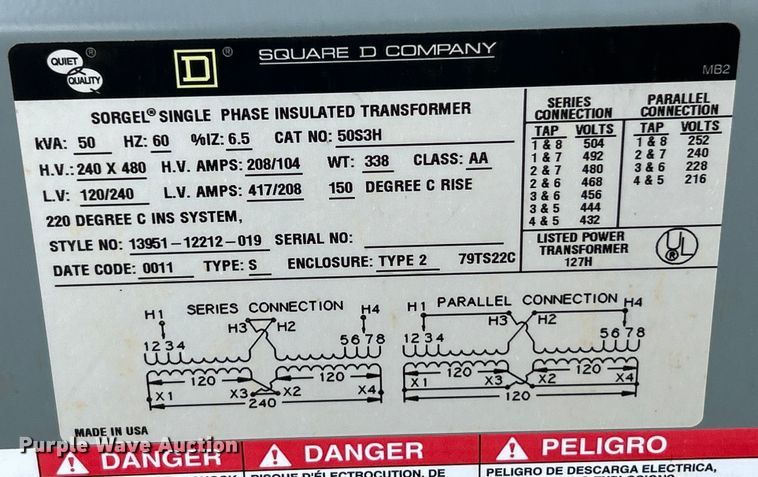 QUIET QUALITY ®
D ®
SQUARE D COMPANY
MB2
SORGEL® SINGLE PHASE INSULATED TRANSFORMER
kVA: 50 HZ: 60 %IZ: 6.5 CAT NO: 50S3H
H.V.: 240 X 480 H.V. AMPS: 208/104 WT: 338 CLASS: AA
L.V: 120/240 L.V. AMPS: 417/208 150 DEGREE C RISE
220 DEGREE C INS SYSTEM,
STYLE NO: 13951-12212-019 SERIAL NO:
DATE CODE: 0011 TYPE: S ENCLOSURE: TYPE 2 79TS22C
SERIES
CONNECTION
TAP VOLTS
1 & 8 504
1 & 7 492
2 & 7 480
2 & 6 468
3 & 6 456
3 & 5 444
4 & 5 432
PARALLEL
CONNECTION
TAP VOLTS
1 & 8 252
2 & 7 240
3 & 6 228
4 & 5 216
LISTED POWER
TRANSFORMER
127H
UL ®
SERIES CONNECTION
H1 H3 H2 H4
1 2 3 4 5 6 7 8
120 120
X1 X3 X2 X4
240
PARALLEL CONNECTION
H1 H3 H2 H4
1 2 3 4 5 6 7 8
120 120
X1 X3 X2 X4
120
MADE IN USA
DANGER
DANGER
PELIGRO
RISQUE D'ÉLECTROCUTION, DE
PELIGRO DE DESCARGA ELECTRICA,
Purple Wave Auction